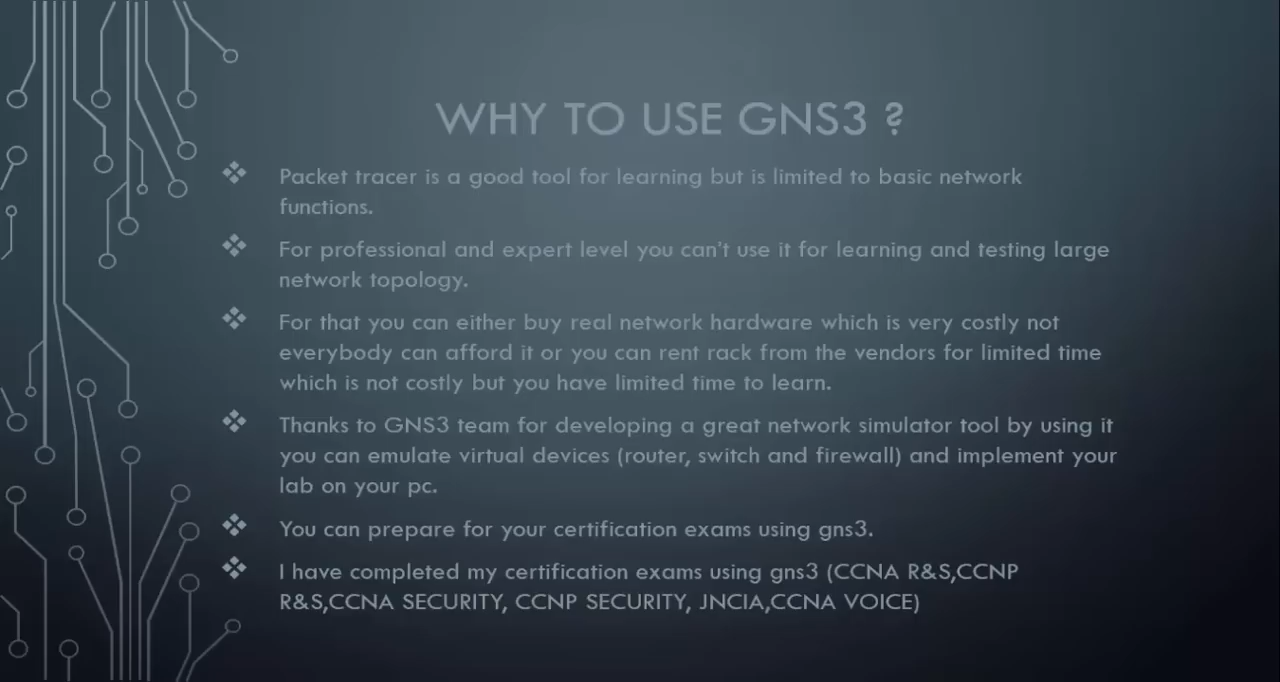 WHY TO USE GNS3 ?
Packet tracer is a good tool for learning but is limited to basic network
functions.
For professional and expert level you can't use it for learning and testing large
network topology.
For that you can either buy real network hardware which is very costly not
everybody can afford it or you can rent rack from the vendors for limited time
which is not costly but you have limited time to learn.
Thanks to GNS3 team for developing a great network simulator tool by using it
you can emulate virtual devices (router, switch and firewall) and implement your
lab on your pc.
You can prepare for your certification exams using gns3.
I have completed my certification exams using gns3 (CCNA R&S,CCNP
R&S,CCNA SECURITY, CCNP SECURITY, JNCIA,CCNA VOICE)